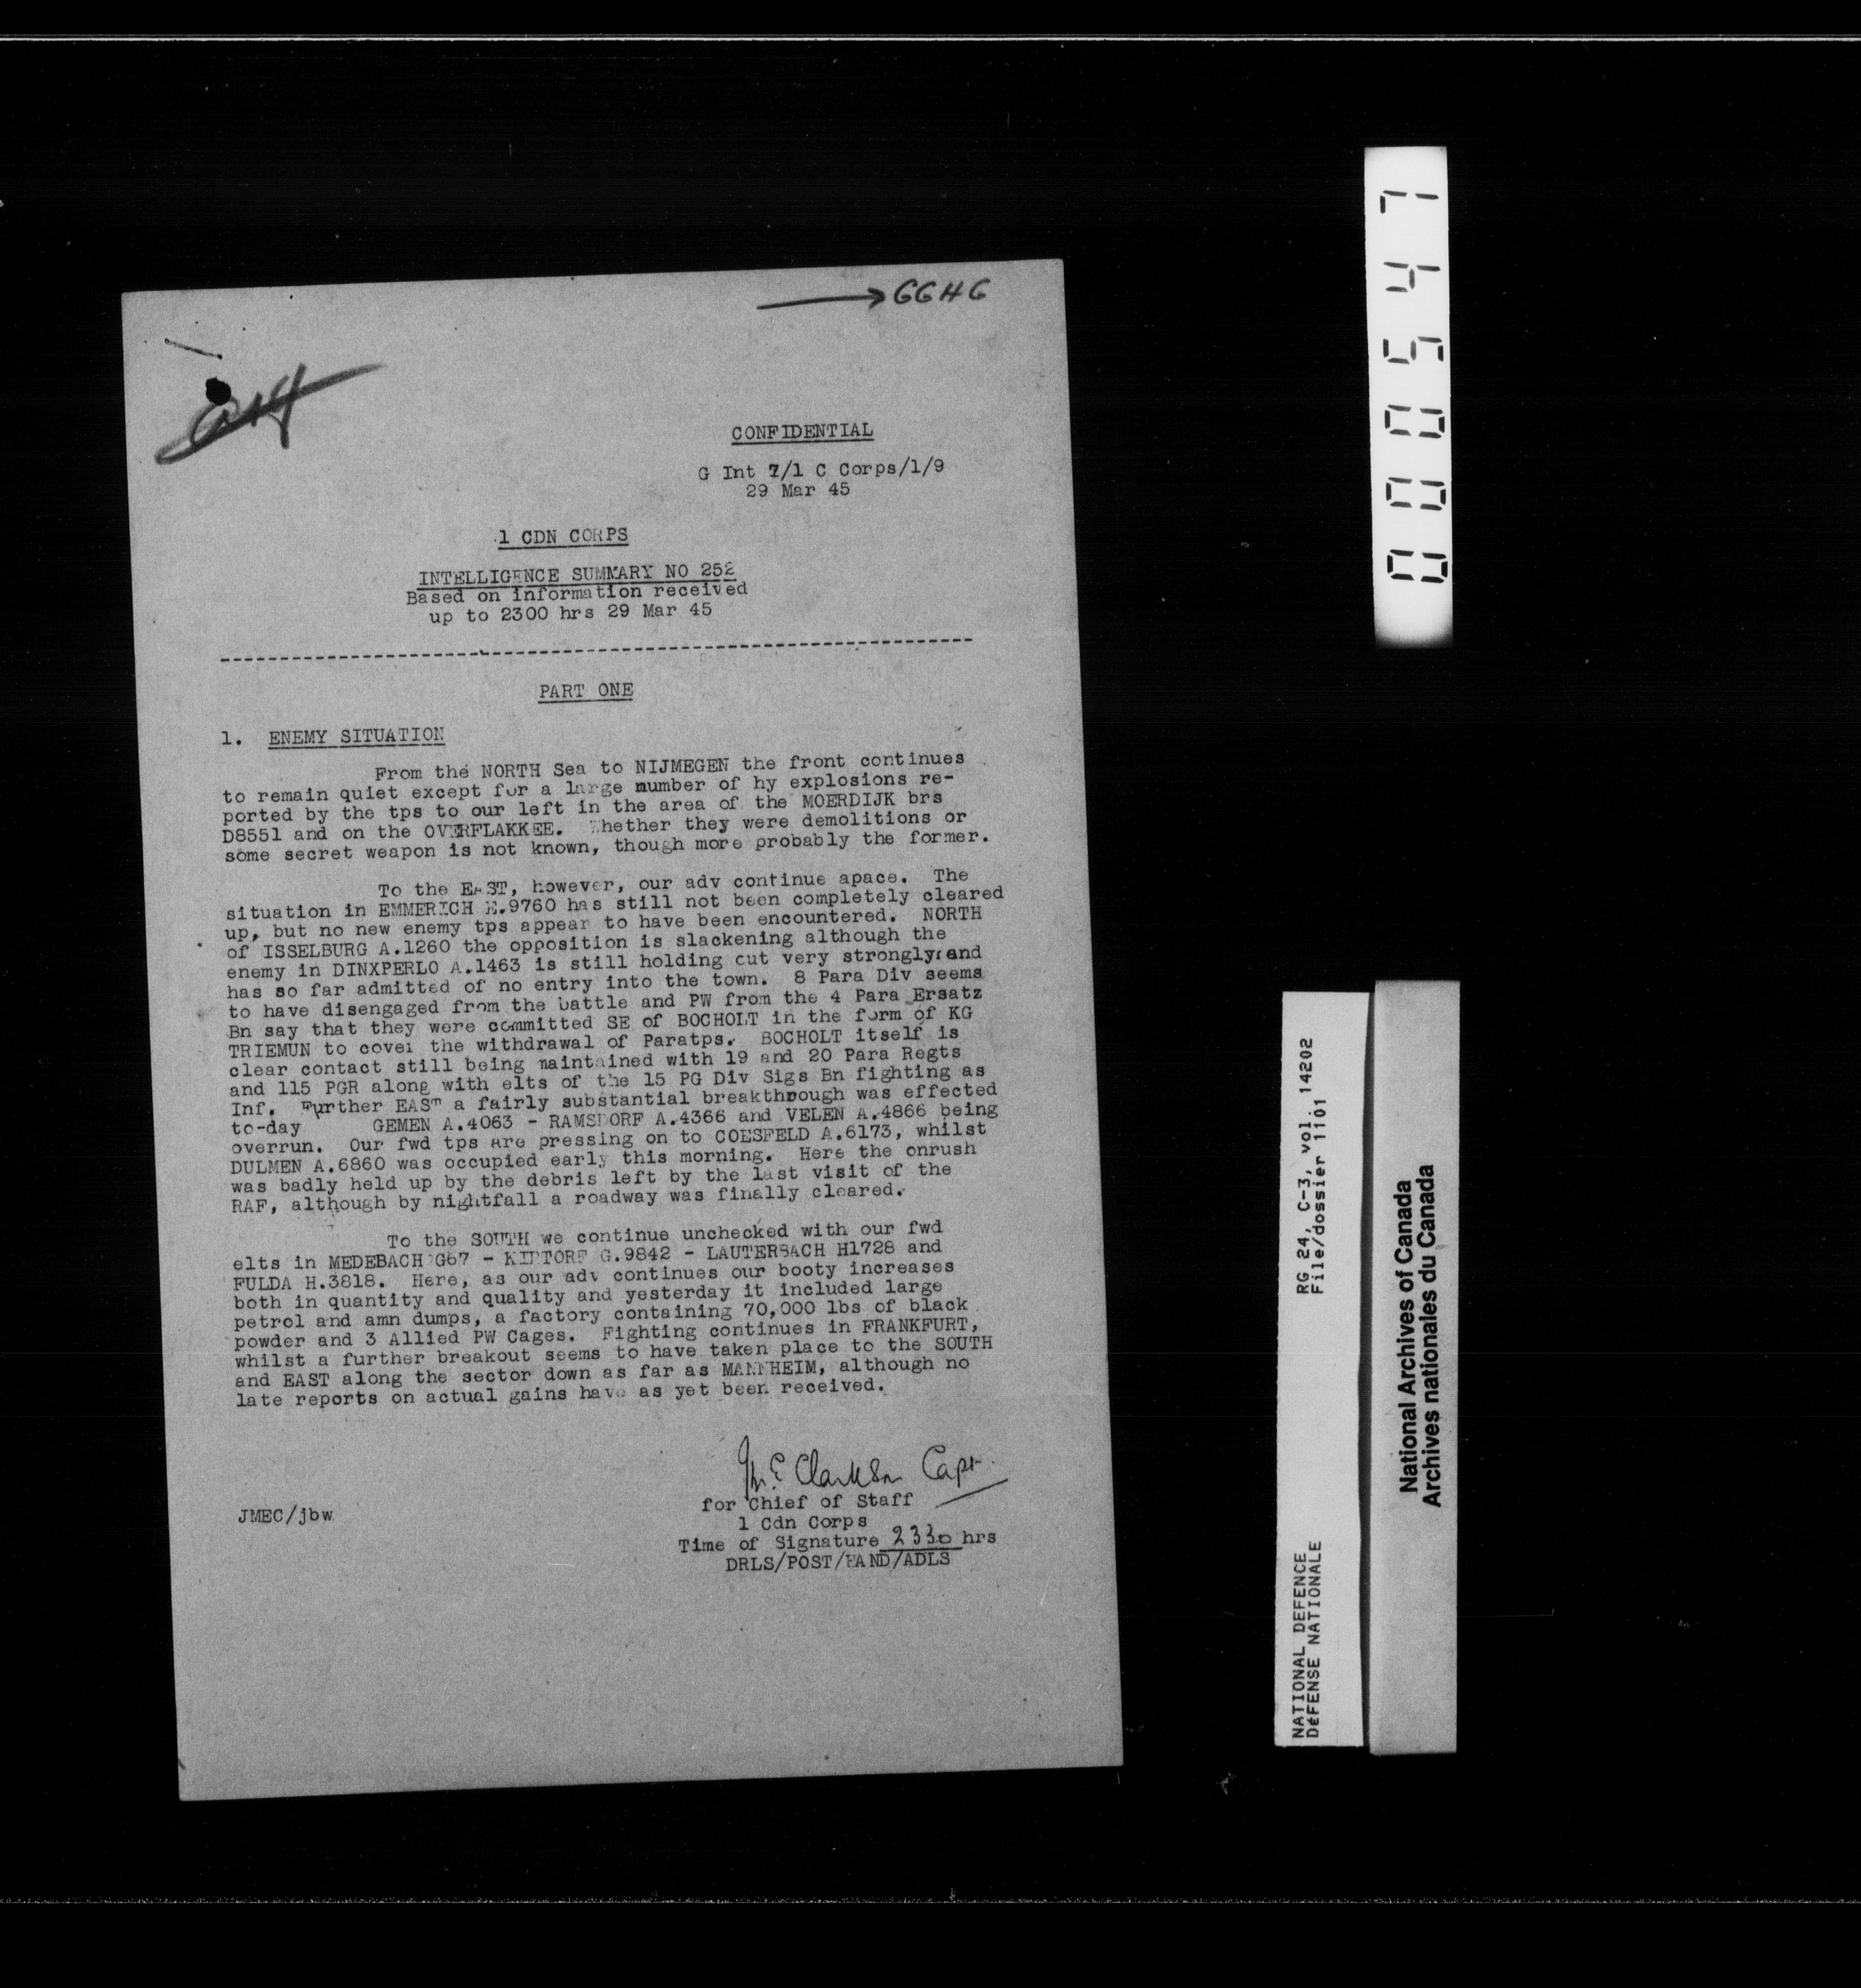 →GGHG
CONFIDENTIAL
G Int 7/1 C Corps/1/9
29 Mar 45
1 CDN CORPS
INTELLIGENCE SUMMARY NO 252
Based on information received
up to 2300 hrs 29 Mar 45
PART ONE
1. ENEMY SITUATION
From the NORTH Sea to NIJMEGEN the front continues
to remain quiet except for a large number of hy explosions re-
ported by the tps to our left in the area of the MOERDIJK brs
D8551 and on the OVERFLAKKEE. Whether they were demolitions or
some secret weapon is not known, though more probably the former.
To the EAST, however, our adv continue apace. The
situation in EMMERICH E.9760 has still not been completely cleared
up, but no new enemy tps appear to have been encountered. NORTH
of ISSELBURG A.1260 the opposition is slackening although the
enemy in DINXPERLO A.1463 is still holding out very strongly and
has so far admitted of no entry into the town. 8 Para Div seems
to have disengaged from the battle and PW from the 4 Para Ersatz
Bn say that they were committed SE of BOCHOLT in the form of KG
TRIEMUN to cover the withdrawal of Paratps. BOCHOLT itself is
clear contact still being maintained with 19 and 20 Para Regts
and 115 PGR along with elts of the 15 PG Div Sigs Bn fighting as
Inf. Further EAST a fairly substantial breakthrough was effected
to-day GEMEN A.4063 - RAMSDORF A.4366 and VELEN A.4866 being
overrun. Our fwd tps are pressing on to COESFELD A.6173, whilst
DULMEN A.6860 was occupied early this morning. Here the onrush
was badly held up by the debris left by the last visit of the
RAF, although by nightfall a roadway was finally cleared.
To the SOUTH we continue unchecked with our fwd
elts in MEDEBACH G67 - KIRTORF G.9842 - LAUTERBACH H1728 and
FULDA H.3818. Here, as our adv continues our booty increases
both in quantity and quality and yesterday it included large
petrol and amn dumps, a factory containing 70,000 lbs of black
powder and 3 Allied PW Cages. Fighting continues in FRANKFURT,
whilst a further breakout seems to have taken place to the SOUTH
and EAST along the sector down as far as MANNHEIM, although no
late reports on actual gains have as yet been received.
Clarkson Capt.
for Chief of Staff
JMEC/jbw
1 Cdn Corps
Time of Signature 2330 hrs
DRLS/POST/HAND/ADLS
0000547
RG 24, C-3, vol. 14202
File/dossier 1101
NATIONAL DEFENCE
DÉFENSE NATIONALE
National Archives of Canada
Archives nationales du Canada